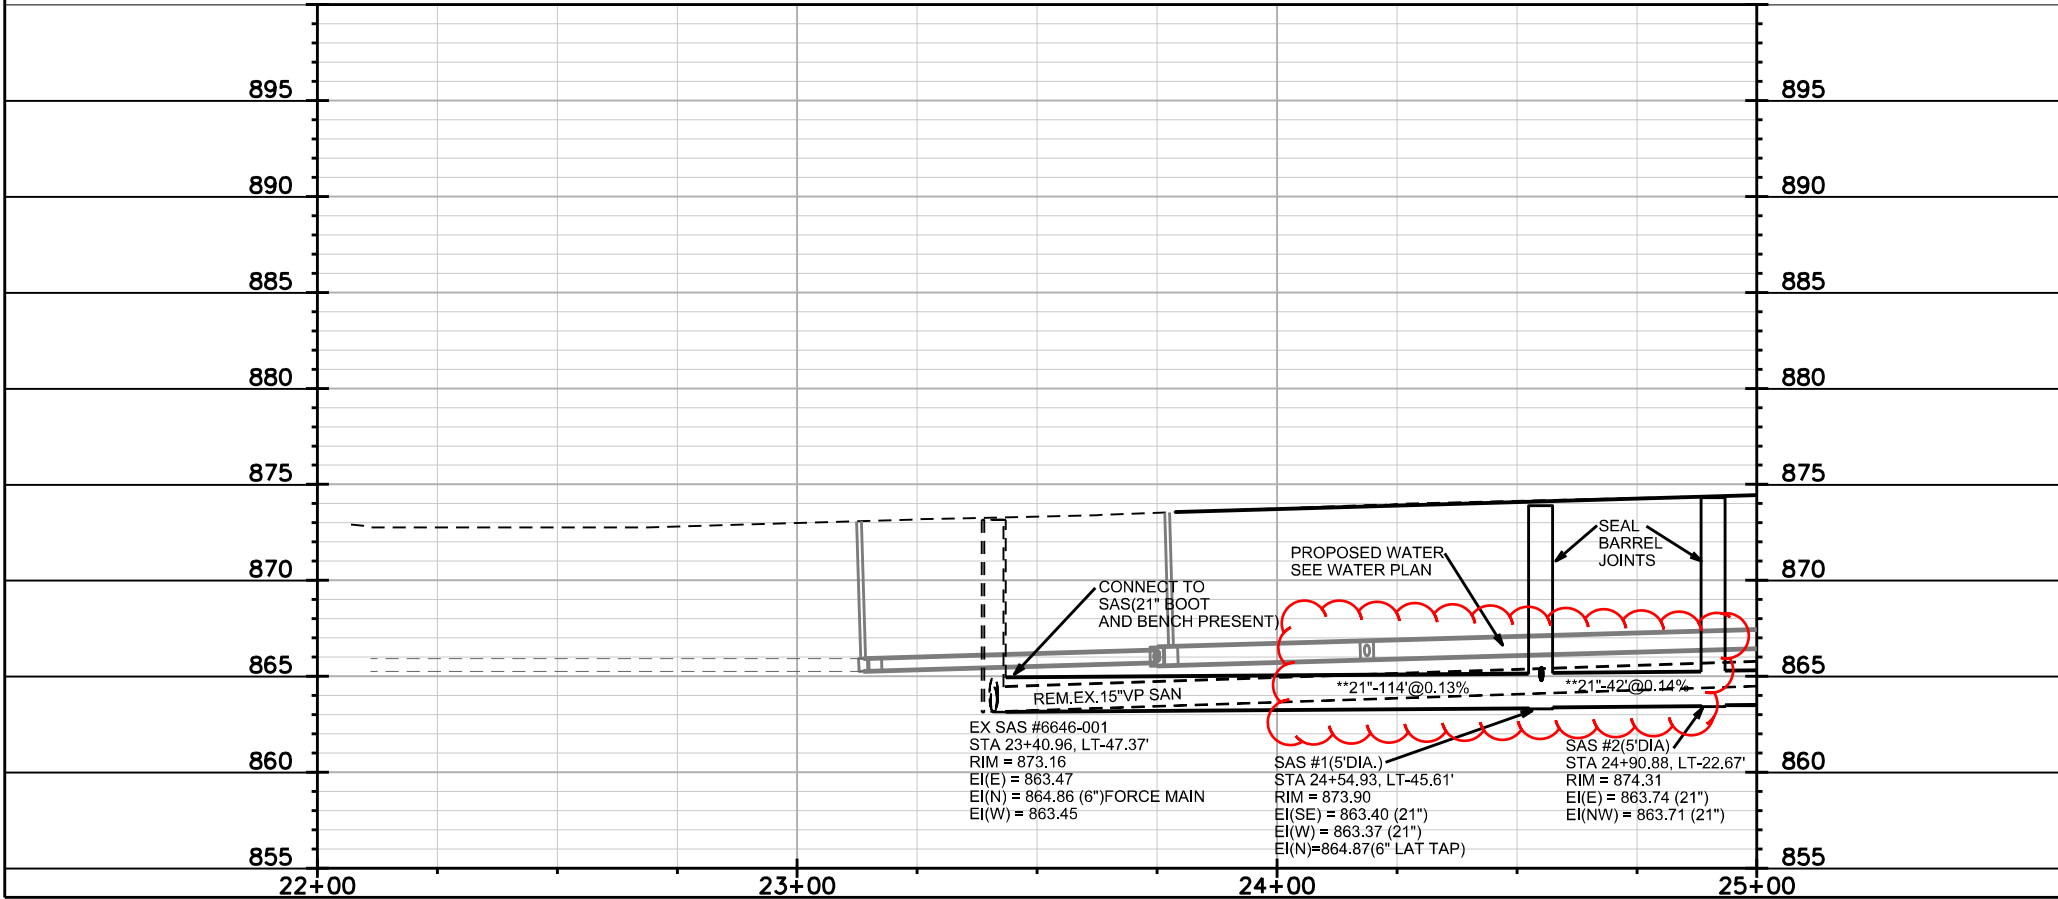 895
895
890
890
885
885
880
880
875
875
870
870
865
865
860
860
855
855
SEAL
BARREL
JOINTS
PROPOSED WATER
SEE WATER PLAN
CONNECT TO
SAS(21" BOOT
AND BENCH PRESENT)
REM.EX.15"VP SAN
**21"-114'@0.13%
**21"-42'@0.14%
EX SAS #6646-001
STA 23+40.96, LT-47.37'
RIM = 873.16
EI(E) = 863.47
EI(N) = 864.86 (6")FORCE MAIN
EI(W) = 863.45
SAS #1(5'DIA.)
STA 24+54.93, LT-45.61'
RIM = 873.90
EI(SE) = 863.40 (21")
EI(W) = 863.37 (21")
EI(N)=864.87(6" LAT TAP)
SAS #2(5'DIA)
STA 24+90.88, LT-22.67'
RIM = 874.31
EI(E) = 863.74 (21")
EI(NW) = 863.71 (21")
22+00
23+00
24+00
25+00